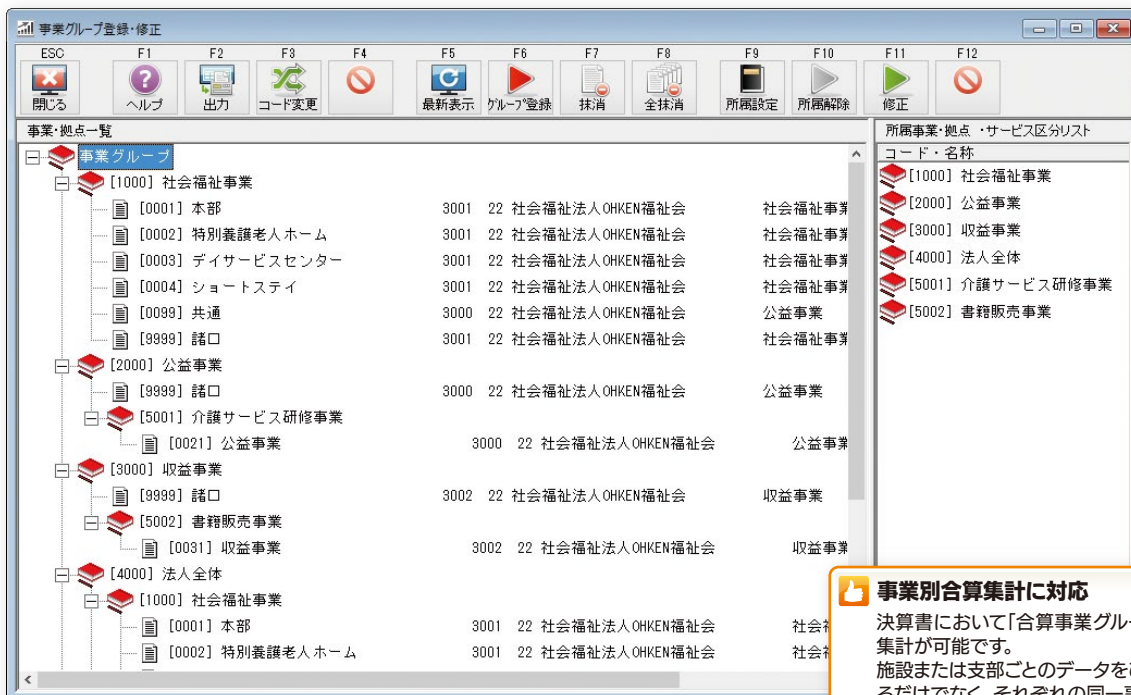 事業グループ登録・修正
ESC F1 F2 F3 F4 F5 F6 F7 F8 F9 F10 F11 F12
閉じる ヘルプ 出力 コード変更 最新表示 グループ登録 抹消 全抹消 所属設定 所属解除 修正
事業・拠点一覧
事業グループ
[1000] 社会福祉事業
[0001] 本部 3001 22 社会福祉法人OHKEN福祉会 社会福祉事業
[0002] 特別養護老人ホーム 3001 22 社会福祉法人OHKEN福祉会 社会福祉事業
[0003] デイサービスセンター 3001 22 社会福祉法人OHKEN福祉会 社会福祉事業
[0004] ショートステイ 3001 22 社会福祉法人OHKEN福祉会 社会福祉事業
[0099] 共通 3000 22 社会福祉法人OHKEN福祉会 公益事業
[9999] 諸口 3001 22 社会福祉法人OHKEN福祉会 社会福祉事業
[2000] 公益事業
[9999] 諸口 3000 22 社会福祉法人OHKEN福祉会 公益事業
[5001] 介護サービス研修事業
[0021] 公益事業 3000 22 社会福祉法人OHKEN福祉会 公益事業
[3000] 収益事業
[9999] 諸口 3002 22 社会福祉法人OHKEN福祉会 収益事業
[5002] 書籍販売事業
[0031] 収益事業 3002 22 社会福祉法人OHKEN福祉会 収益事業
[4000] 法人全体
[1000] 社会福祉事業
[0001] 本部 3001 22 社会福祉法人OHKEN福祉会 社会
[0002] 特別養護老人ホーム 3001 22 社会福祉法人OHKEN福祉会 社会
所属事業・拠点・サービス区分リスト
コード・名称
[1000] 社会福祉事業
[2000] 公益事業
[3000] 収益事業
[4000] 法人全体
[5001] 介護サービス研修事業
[5002] 書籍販売事業
事業別合算集計に対応
決算書において「合算事業グルー
集計が可能です。
施設または支部ごとのデータを
るだけでなく、それぞれの同一